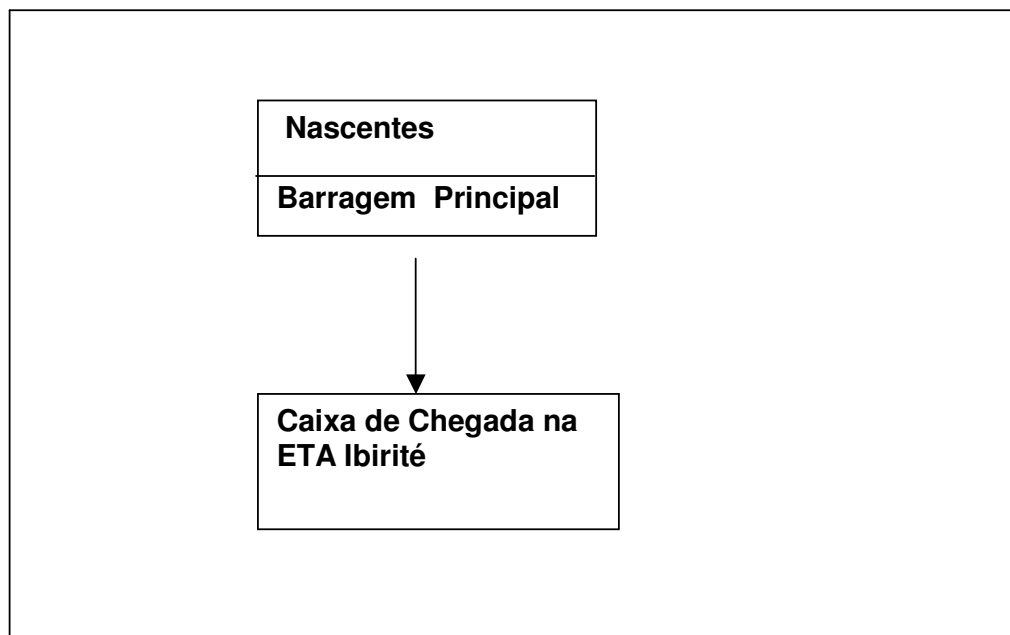 Nascentes
Barragem Principal
Caixa de Chegada na
ETA Ibirité